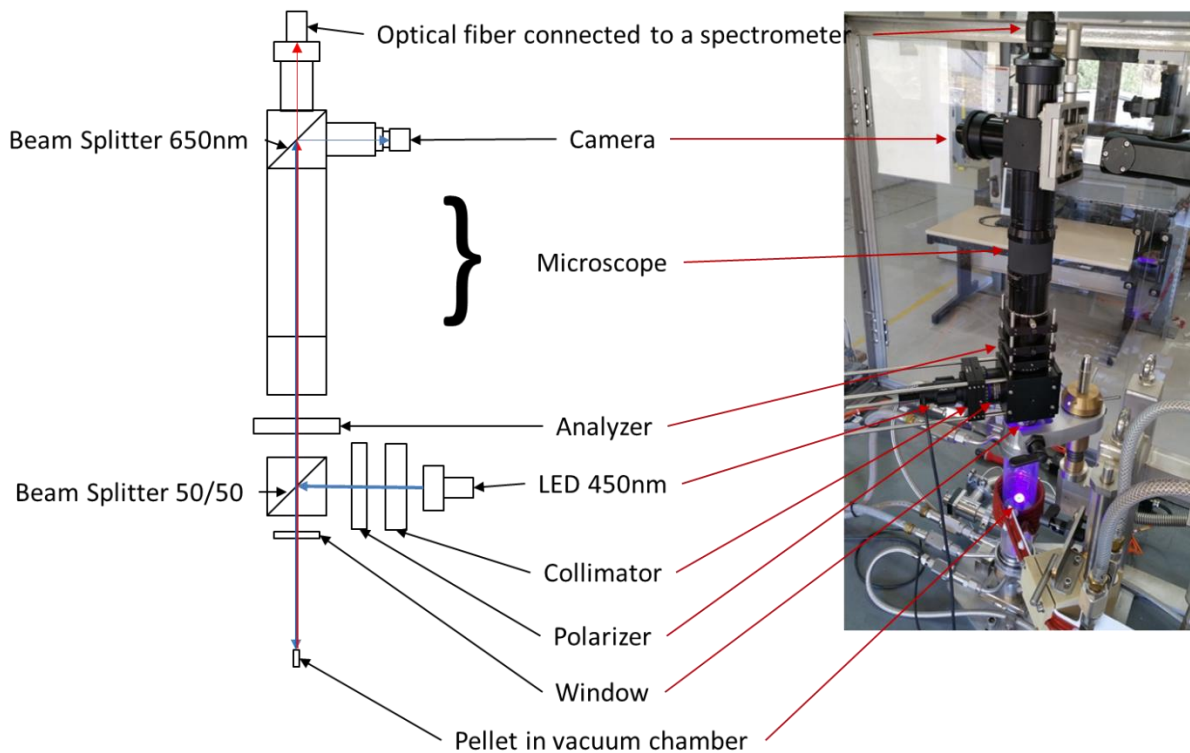 Optical fiber connected to a spectrometer
Beam Splitter 650nm
Camera
Microscope
Analyzer
Beam Splitter 50/50
LED 450nm
Collimator
Polarizer
Window
Pellet in vacuum chamber